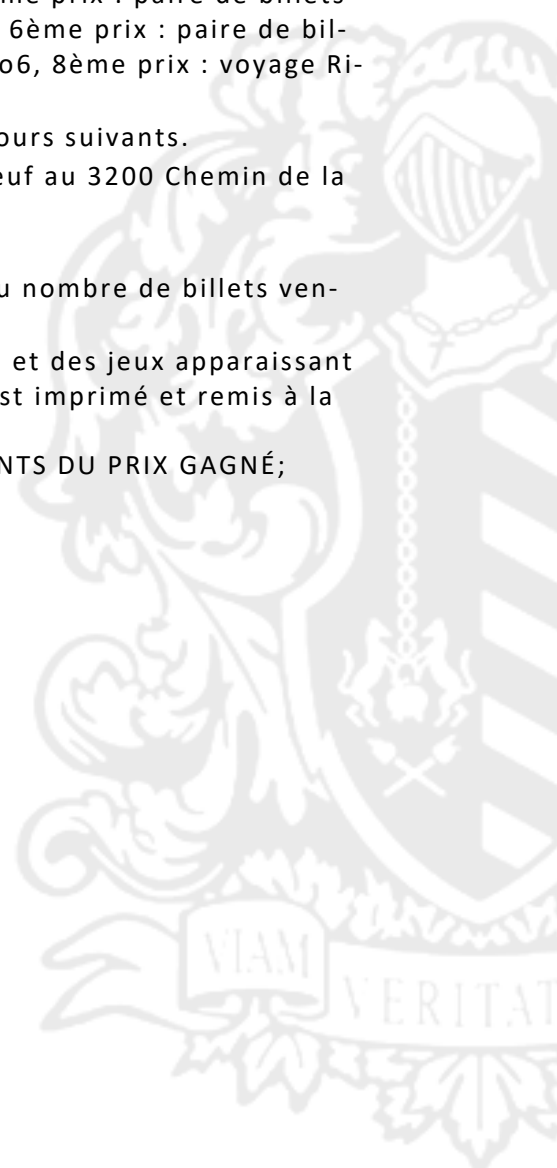 ème prix : paire de billets
6ème prix : paire de bil-
o6, 8ème prix : voyage Ri-
ours suivants.
euf au 3200 Chemin de la
u nombre de billets ven-
et des jeux apparaissant
st imprimé et remis à la
NTS DU PRIX GAGNÉ;
VIAM
VERITAT